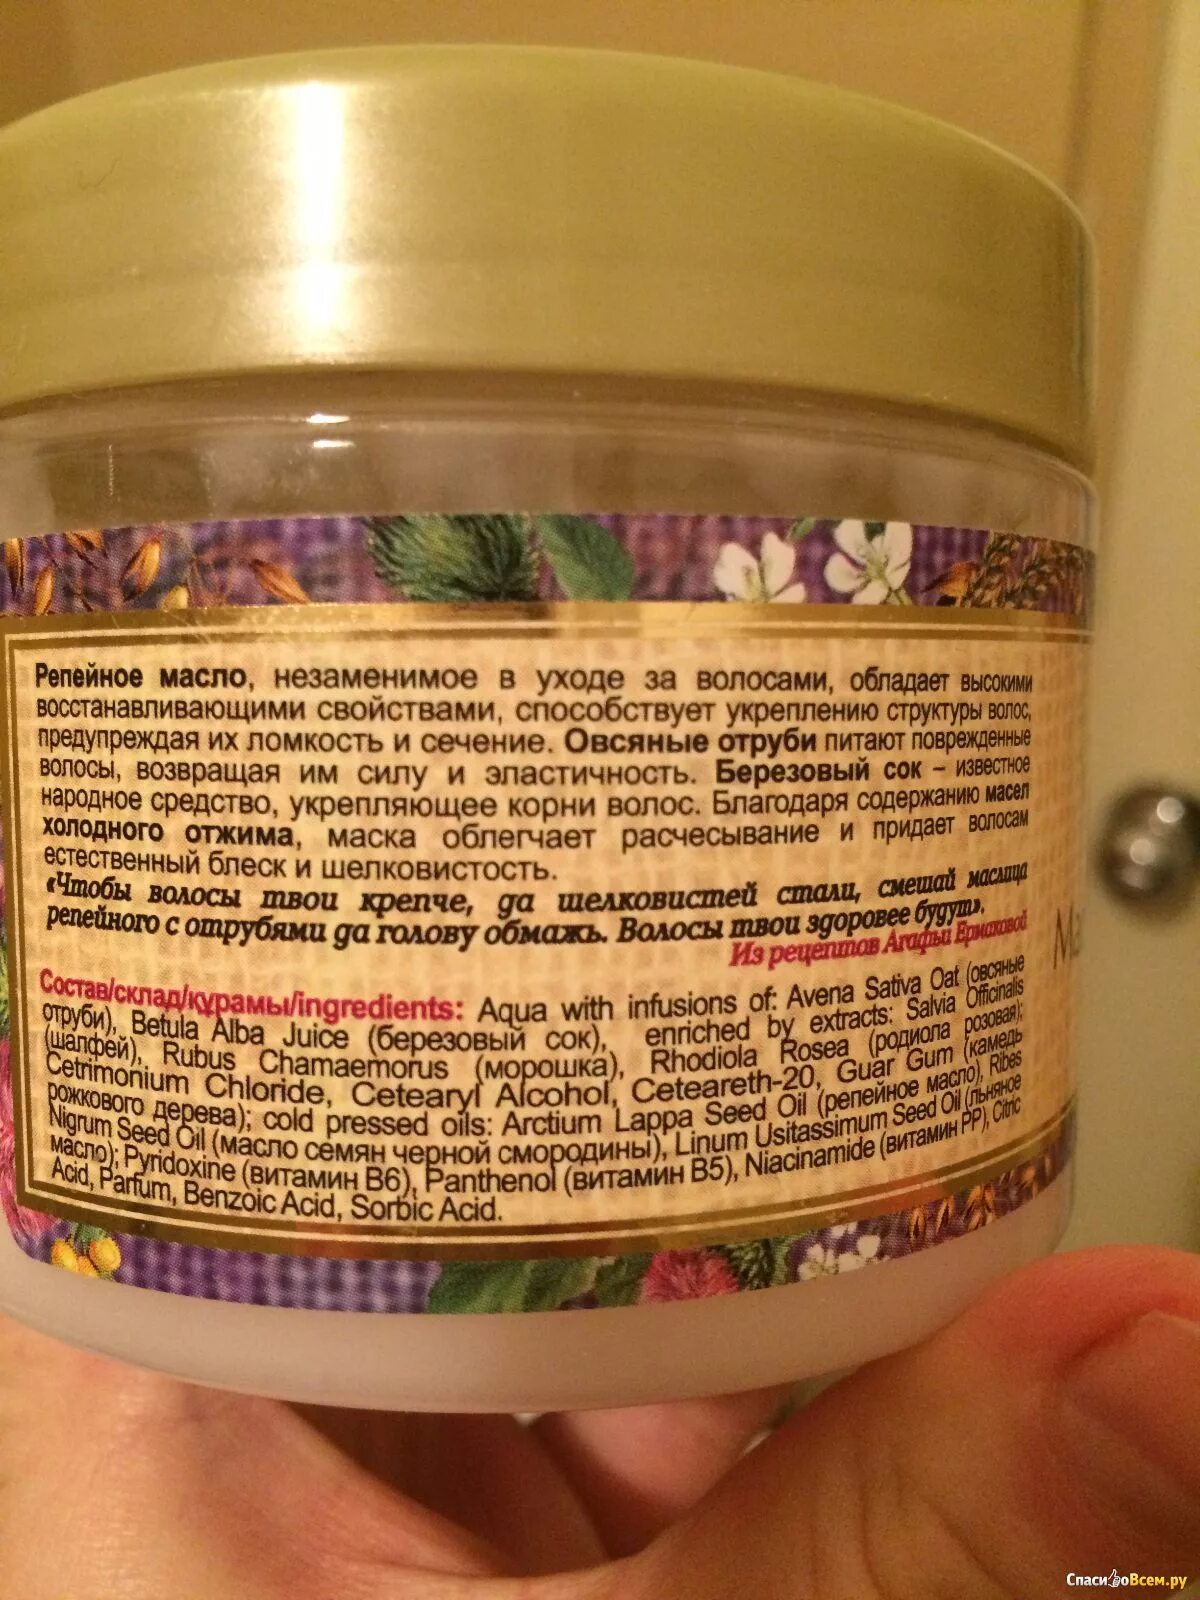 Репейное масло, незаменимое в уходе за волосами, обладает высокими
восстанавливающими свойствами, способствует укреплению структуры волос,
предупреждая их ломкость и сечение. Овсяные отруби питают поврежденные
волосы, возвращая им силу и эластичность. Березовый сок – известное
народное средство, укрепляющее корни волос. Благодаря содержанию масел
холодного отжима, маска облегчает расчесывание и придает волосам
естественный блеск и шелковистость.
«Чтобы волосы твои крепче, да шелковистей стали, смешай маслица
репейного с отрубями да голову обмажь. Волосы твои здоровее будут».
Из рецептов Агафьи Ермаковой
Состав/склад/құрамы/ingredients: Aqua with infusions of: Avena Sativa Oat (овсяные
отруби), Betula Alba Juice (березовый сок), enriched by extracts: Salvia Officinalis
(шалфей), Rubus Chamaemorus (морошка), Rhodiola Rosea (родиола розовая);
Cetrimonium Chloride, Cetearyl Alcohol, Ceteareth-20, Guar Gum (камедь
рожкового дерева); cold pressed oils: Arctium Lappa Seed Oil (репейное масло), Ribes
Nigrum Seed Oil (масло семян черной смородины), Linum Usitassimum Seed Oil (льняное
масло); Pyridoxine (витамин В6), Panthenol (витамин В5), Niacinamide (витамин РР), Citric
Acid, Parfum, Benzoic Acid, Sorbic Acid.
СпасибоВсем.ру